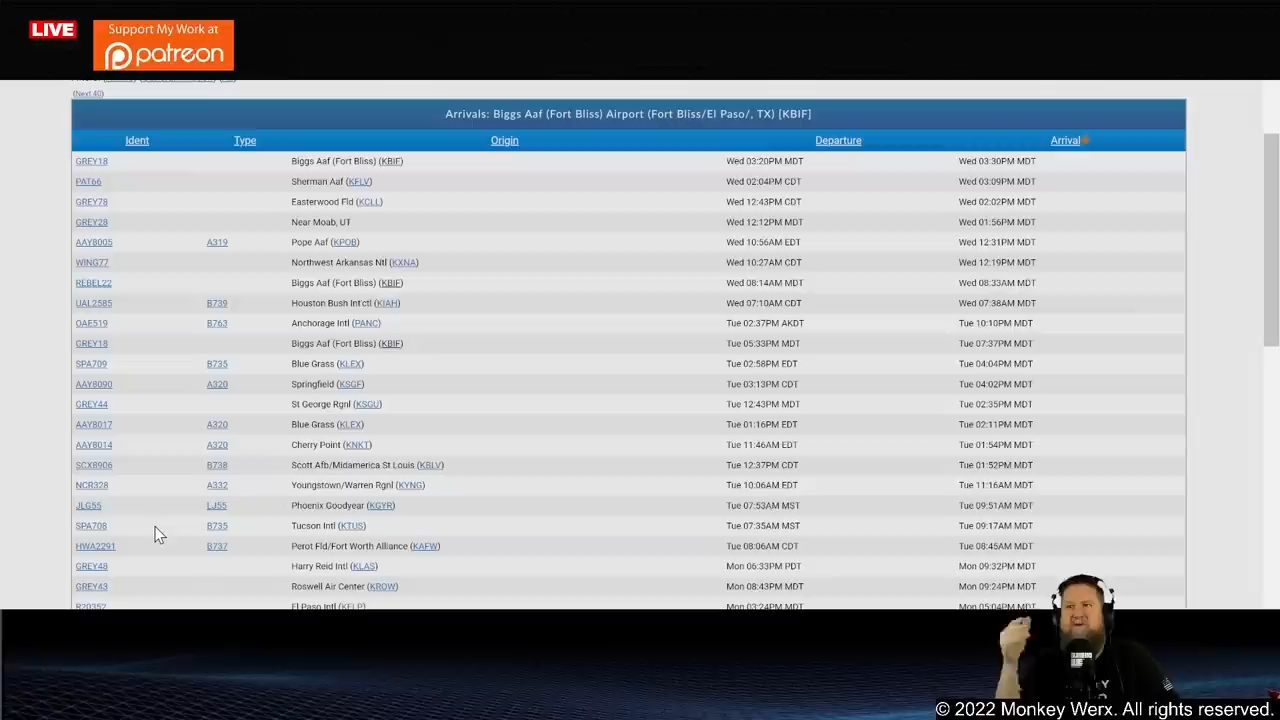 LIVE
Support My Work at
patreon
(Next 40)
Arrivals: Biggs Aaf (Fort Bliss) Airport (Fort Bliss/El Paso/, TX) [KBIF]
Ident Type Origin Departure Arrival
GREY18 Biggs Aaf (Fort Bliss) (KBIF) Wed 03:20PM MDT Wed 03:30PM MDT
PAT66 Sherman Aaf (KFLV) Wed 02:04PM CDT Wed 03:09PM MDT
GREY78 Easterwood Fld (KCLL) Wed 12:43PM CDT Wed 02:02PM MDT
GREY28 Near Moab, UT Wed 12:12PM MDT Wed 01:56PM MDT
AAY8005 A319 Pope Aaf (KPOB) Wed 10:56AM EDT Wed 12:31PM MDT
WING77 Northwest Arkansas Ntl (KXNA) Wed 10:27AM CDT Wed 12:19PM MDT
REBEL22 Biggs Aaf (Fort Bliss) (KBIF) Wed 08:14AM MDT Wed 08:33AM MDT
UAL2585 B739 Houston Bush Int'ctl (KIAH) Wed 07:10AM CDT Wed 07:38AM MDT
OAE519 B763 Anchorage Intl (PANC) Tue 02:37PM AKDT Tue 10:10PM MDT
GREY18 Biggs Aaf (Fort Bliss) (KBIF) Tue 05:33PM MDT Tue 07:37PM MDT
SPA709 B735 Blue Grass (KLEX) Tue 02:58PM EDT Tue 04:04PM MDT
AAY8090 A320 Springfield (KSGF) Tue 03:13PM CDT Tue 04:02PM MDT
GREY44 St George Rgnl (KSGU) Tue 12:43PM MDT Tue 02:35PM MDT
AAY8017 A320 Blue Grass (KLEX) Tue 01:16PM EDT Tue 02:11PM MDT
AAY8014 A320 Cherry Point (KNKT) Tue 11:46AM EDT Tue 01:54PM MDT
SCX8906 B738 Scott Afb/Midamerica St Louis (KBLV) Tue 12:37PM CDT Tue 01:52PM MDT
NCR328 A332 Youngstown/Warren Rgnl (KYNG) Tue 10:06AM EDT Tue 11:16AM MDT
JLG55 LJ55 Phoenix Goodyear (KGYR) Tue 07:53AM MST Tue 09:51AM MDT
SPA708 B735 Tucson Intl (KTUS) Tue 07:35AM MST Tue 09:17AM MDT
HWA2291 B737 Perot Fld/Fort Worth Alliance (KAFW) Tue 08:06AM CDT Tue 08:45AM MDT
GREY48 Harry Reid Intl (KLAS) Mon 06:33PM PDT Mon 09:32PM MDT
GREY43 Roswell Air Center (KROW) Mon 08:43PM MDT Mon 09:24PM MDT
R20352 El Paso Intl (KELP) Mon 03:24PM MDT Mon 05:04PM MDT
© 2022 Monkey Werx. All rights reserved.